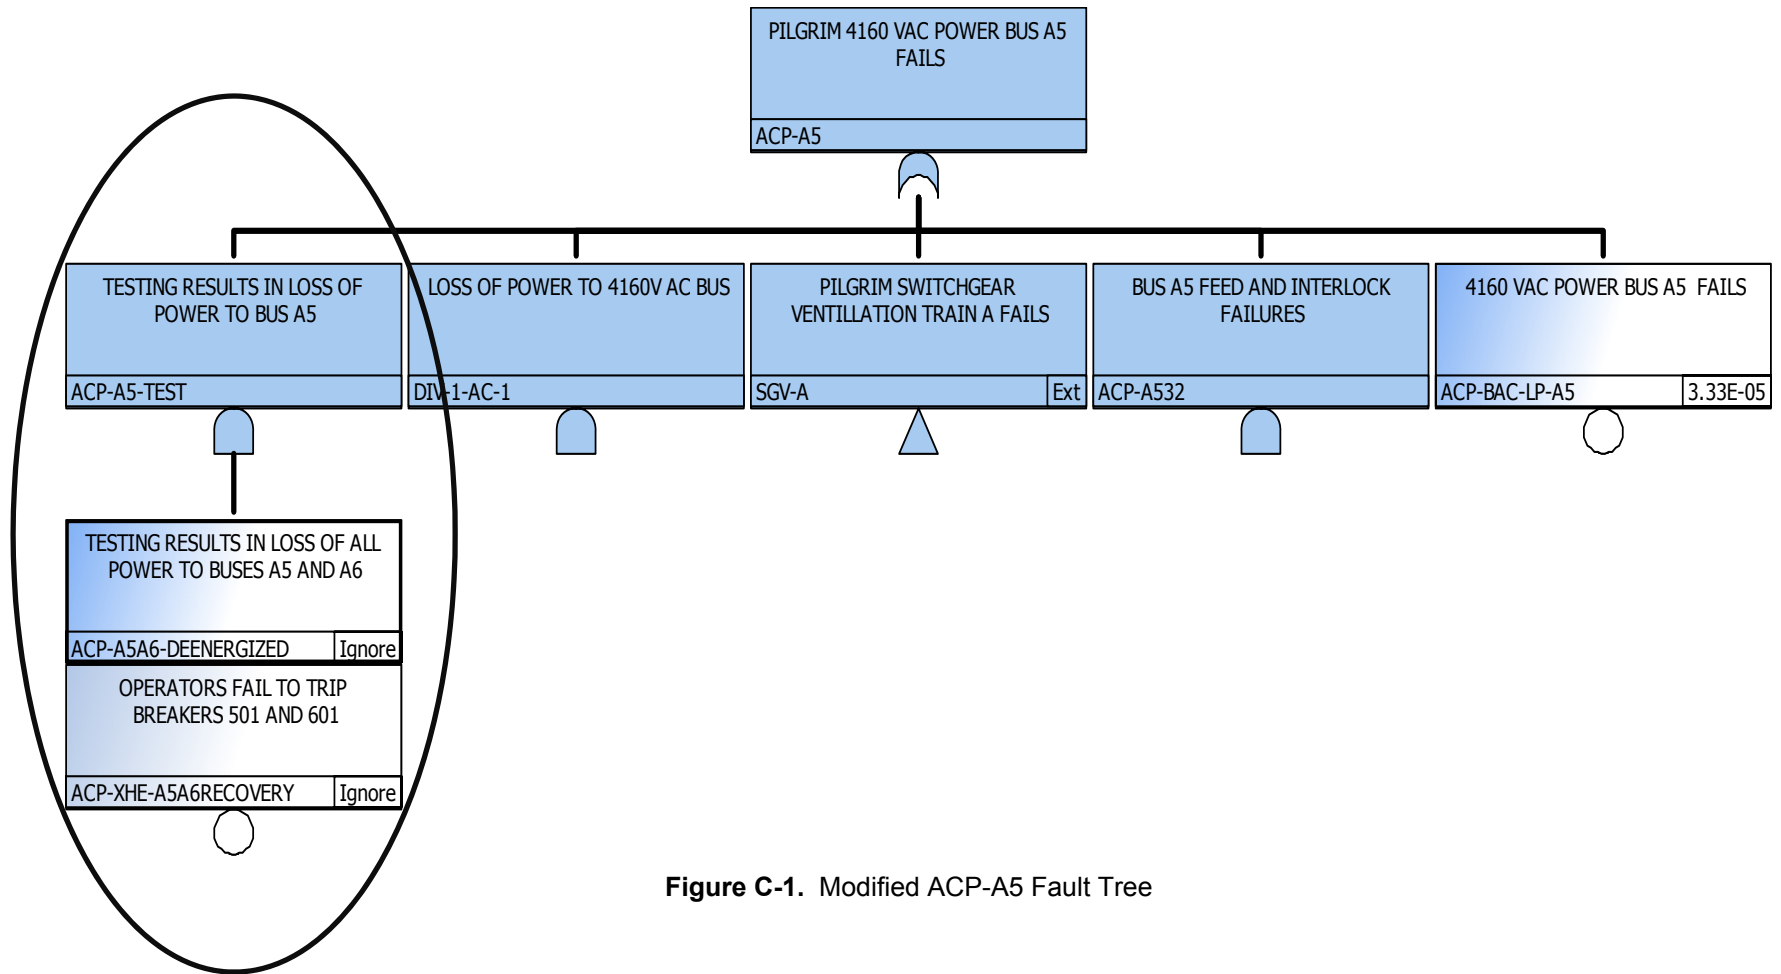 PILGRIM 4160 VAC POWER BUS A5
FAILS
ACP-A5
TESTING RESULTS IN LOSS OF
POWER TO BUS A5
ACP-A5-TEST
LOSS OF POWER TO 4160V AC BUS
DIV-1-AC-1
PILGRIM SWITCHGEAR
VENTILLATION TRAIN A FAILS
SGV-A Ext
BUS A5 FEED AND INTERLOCK
FAILURES
ACP-A532
4160 VAC POWER BUS A5 FAILS
ACP-BAC-LP-A5 3.33E-05
TESTING RESULTS IN LOSS OF ALL
POWER TO BUSES A5 AND A6
ACP-A5A6-DEENERGIZED Ignore
OPERATORS FAIL TO TRIP
BREAKERS 501 AND 601
ACP-XHE-A5A6RECOVERY Ignore
Figure C-1. Modified ACP-A5 Fault Tree